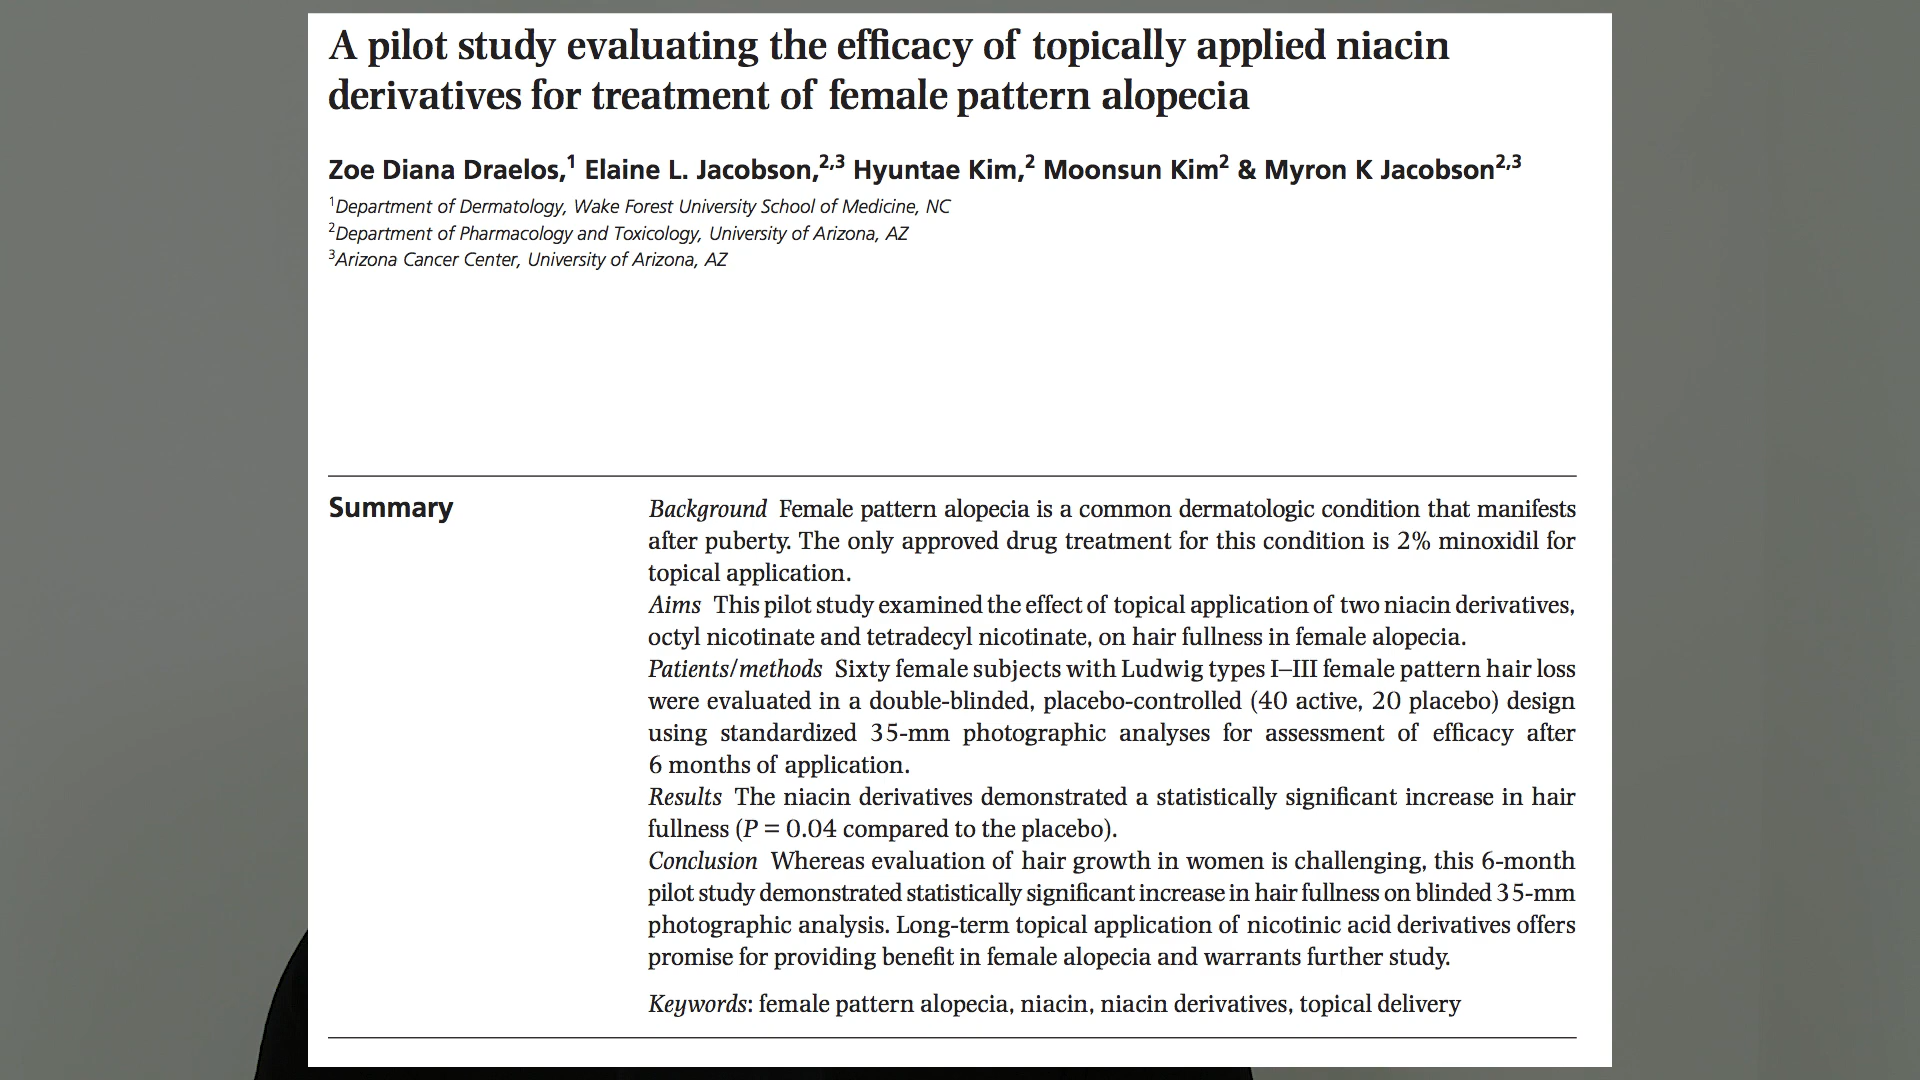 A pilot study evaluating the efficacy of topically applied niacin
derivatives for treatment of female pattern alopecia
Zoe Diana Draelos,1 Elaine L. Jacobson,2,3 Hyuntae Kim,2 Moonsun Kim2 & Myron K Jacobson2,3
1Department of Dermatology, Wake Forest University School of Medicine, NC
2Department of Pharmacology and Toxicology, University of Arizona, AZ
3Arizona Cancer Center, University of Arizona, AZ
Summary
Background Female pattern alopecia is a common dermatologic condition that manifests
after puberty. The only approved drug treatment for this condition is 2% minoxidil for
topical application.
Aims This pilot study examined the effect of topical application of two niacin derivatives,
octyl nicotinate and tetradecyl nicotinate, on hair fullness in female alopecia.
Patients/methods Sixty female subjects with Ludwig types I–III female pattern hair loss
were evaluated in a double-blinded, placebo-controlled (40 active, 20 placebo) design
using standardized 35-mm photographic analyses for assessment of efficacy after
6 months of application.
Results The niacin derivatives demonstrated a statistically significant increase in hair
fullness (P = 0.04 compared to the placebo).
Conclusion Whereas evaluation of hair growth in women is challenging, this 6-month
pilot study demonstrated statistically significant increase in hair fullness on blinded 35-mm
photographic analysis. Long-term topical application of nicotinic acid derivatives offers
promise for providing benefit in female alopecia and warrants further study.
Keywords: female pattern alopecia, niacin, niacin derivatives, topical delivery